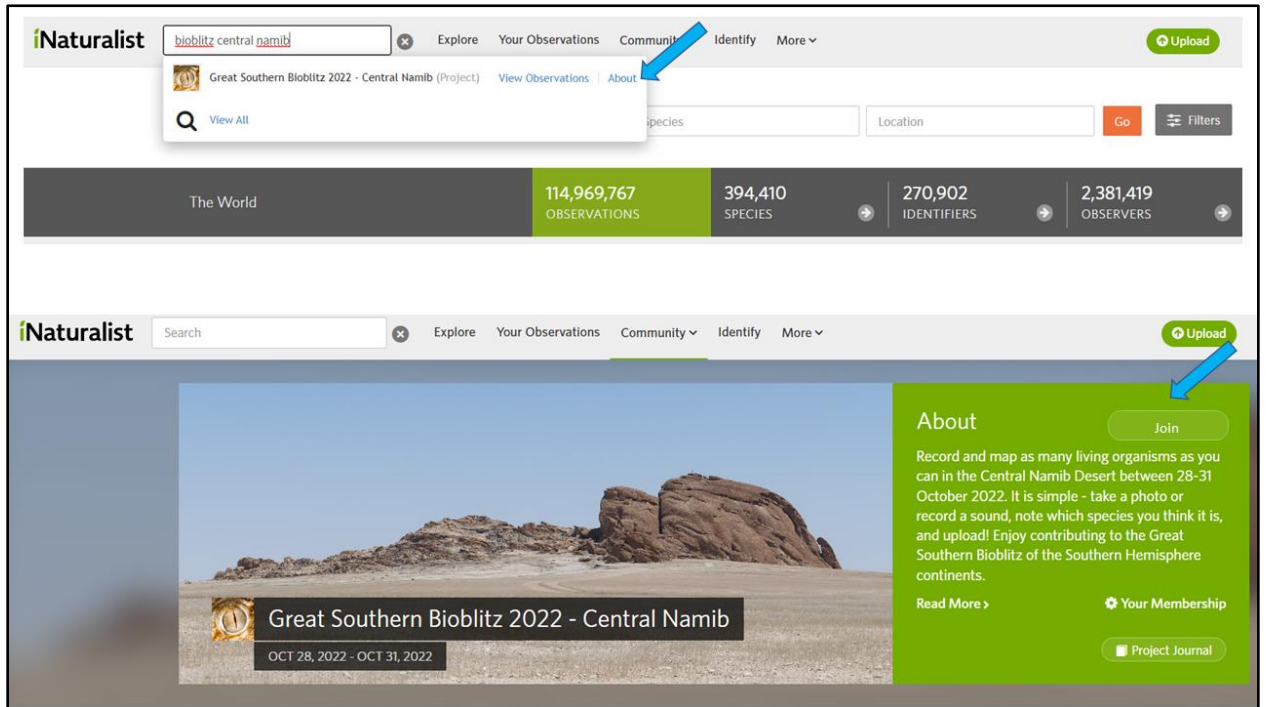 iNaturalist bioblitz central namib Explore Your Observations Communit Identify More Upload
Great Southern Bioblitz 2022 - Central Namib (Project) View Observations About
View All
Species Location Go Filters
The World
114,969,767 394,410 270,902 2,381,419
OBSERVATIONS SPECIES IDENTIFIERS OBSERVERS
iNaturalist Search Explore Your Observations Community Identify More Upload
About Join
Record and map as many living organisms as you
can in the Central Namib Desert between 28-31
October 2022. It is simple - take a photo or
record a sound, note which species you think it is,
and upload! Enjoy contributing to the Great
Southern Bioblitz of the Southern Hemisphere
continents.
Read More > Your Membership
Great Southern Bioblitz 2022 - Central Namib
OCT 28, 2022 - OCT 31, 2022
Project Journal